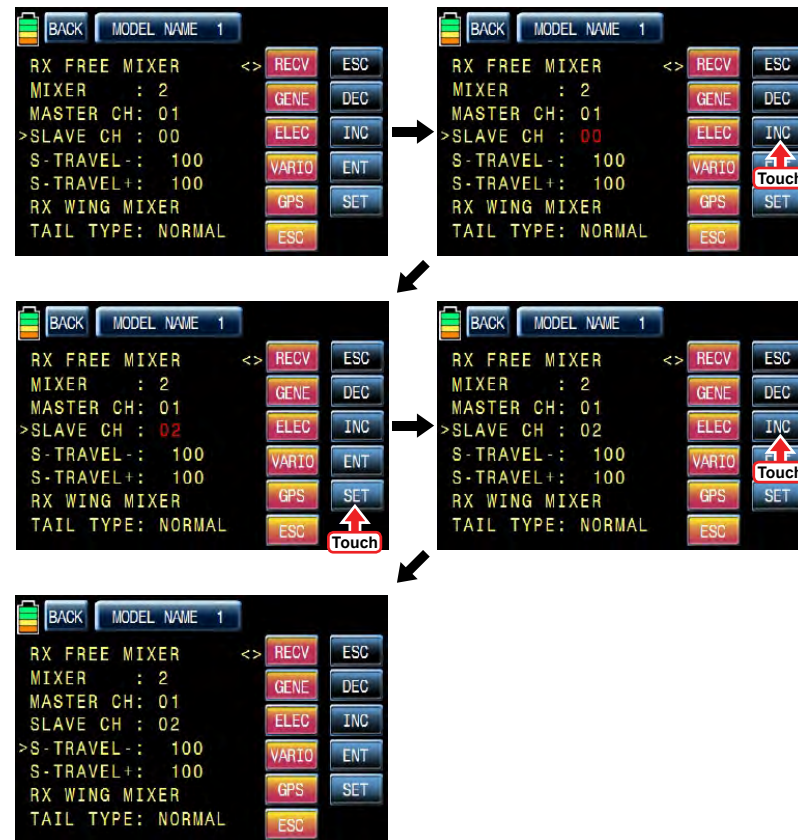 BACK MODEL NAME 1
RX FREE MIXER <> RECV ESC
MIXER : 2 GENE DEC
MASTER CH: 01
>SLAVE CH : 00 ELEC INC
S-TRAVEL-: 100 VARIO ENT
S-TRAVEL+: 100
RX WING MIXER GPS SET
TAIL TYPE: NORMAL ESC
BACK MODEL NAME 1
RX FREE MIXER <> RECV ESC
MIXER : 2 GENE DEC
MASTER CH: 01
>SLAVE CH : 00 ELEC INC
S-TRAVEL-: 100 VARIO
S-TRAVEL+: 100 Touch
RX WING MIXER GPS SET
TAIL TYPE: NORMAL ESC
BACK MODEL NAME 1
RX FREE MIXER <> RECV ESC
MIXER : 2 GENE DEC
MASTER CH: 01
>SLAVE CH : 02 ELEC INC
S-TRAVEL-: 100 VARIO ENT
S-TRAVEL+: 100
RX WING MIXER GPS SET
TAIL TYPE: NORMAL ESC Touch
BACK MODEL NAME 1
RX FREE MIXER <> RECV ESC
MIXER : 2 GENE DEC
MASTER CH: 01
>SLAVE CH : 02 ELEC INC
S-TRAVEL-: 100 VARIO
S-TRAVEL+: 100 Touch
RX WING MIXER GPS SET
TAIL TYPE: NORMAL ESC
BACK MODEL NAME 1
RX FREE MIXER <> RECV ESC
MIXER : 2 GENE DEC
MASTER CH: 01
SLAVE CH : 02 ELEC INC
>S-TRAVEL-: 100 VARIO ENT
S-TRAVEL+: 100
RX WING MIXER GPS SET
TAIL TYPE: NORMAL ESC